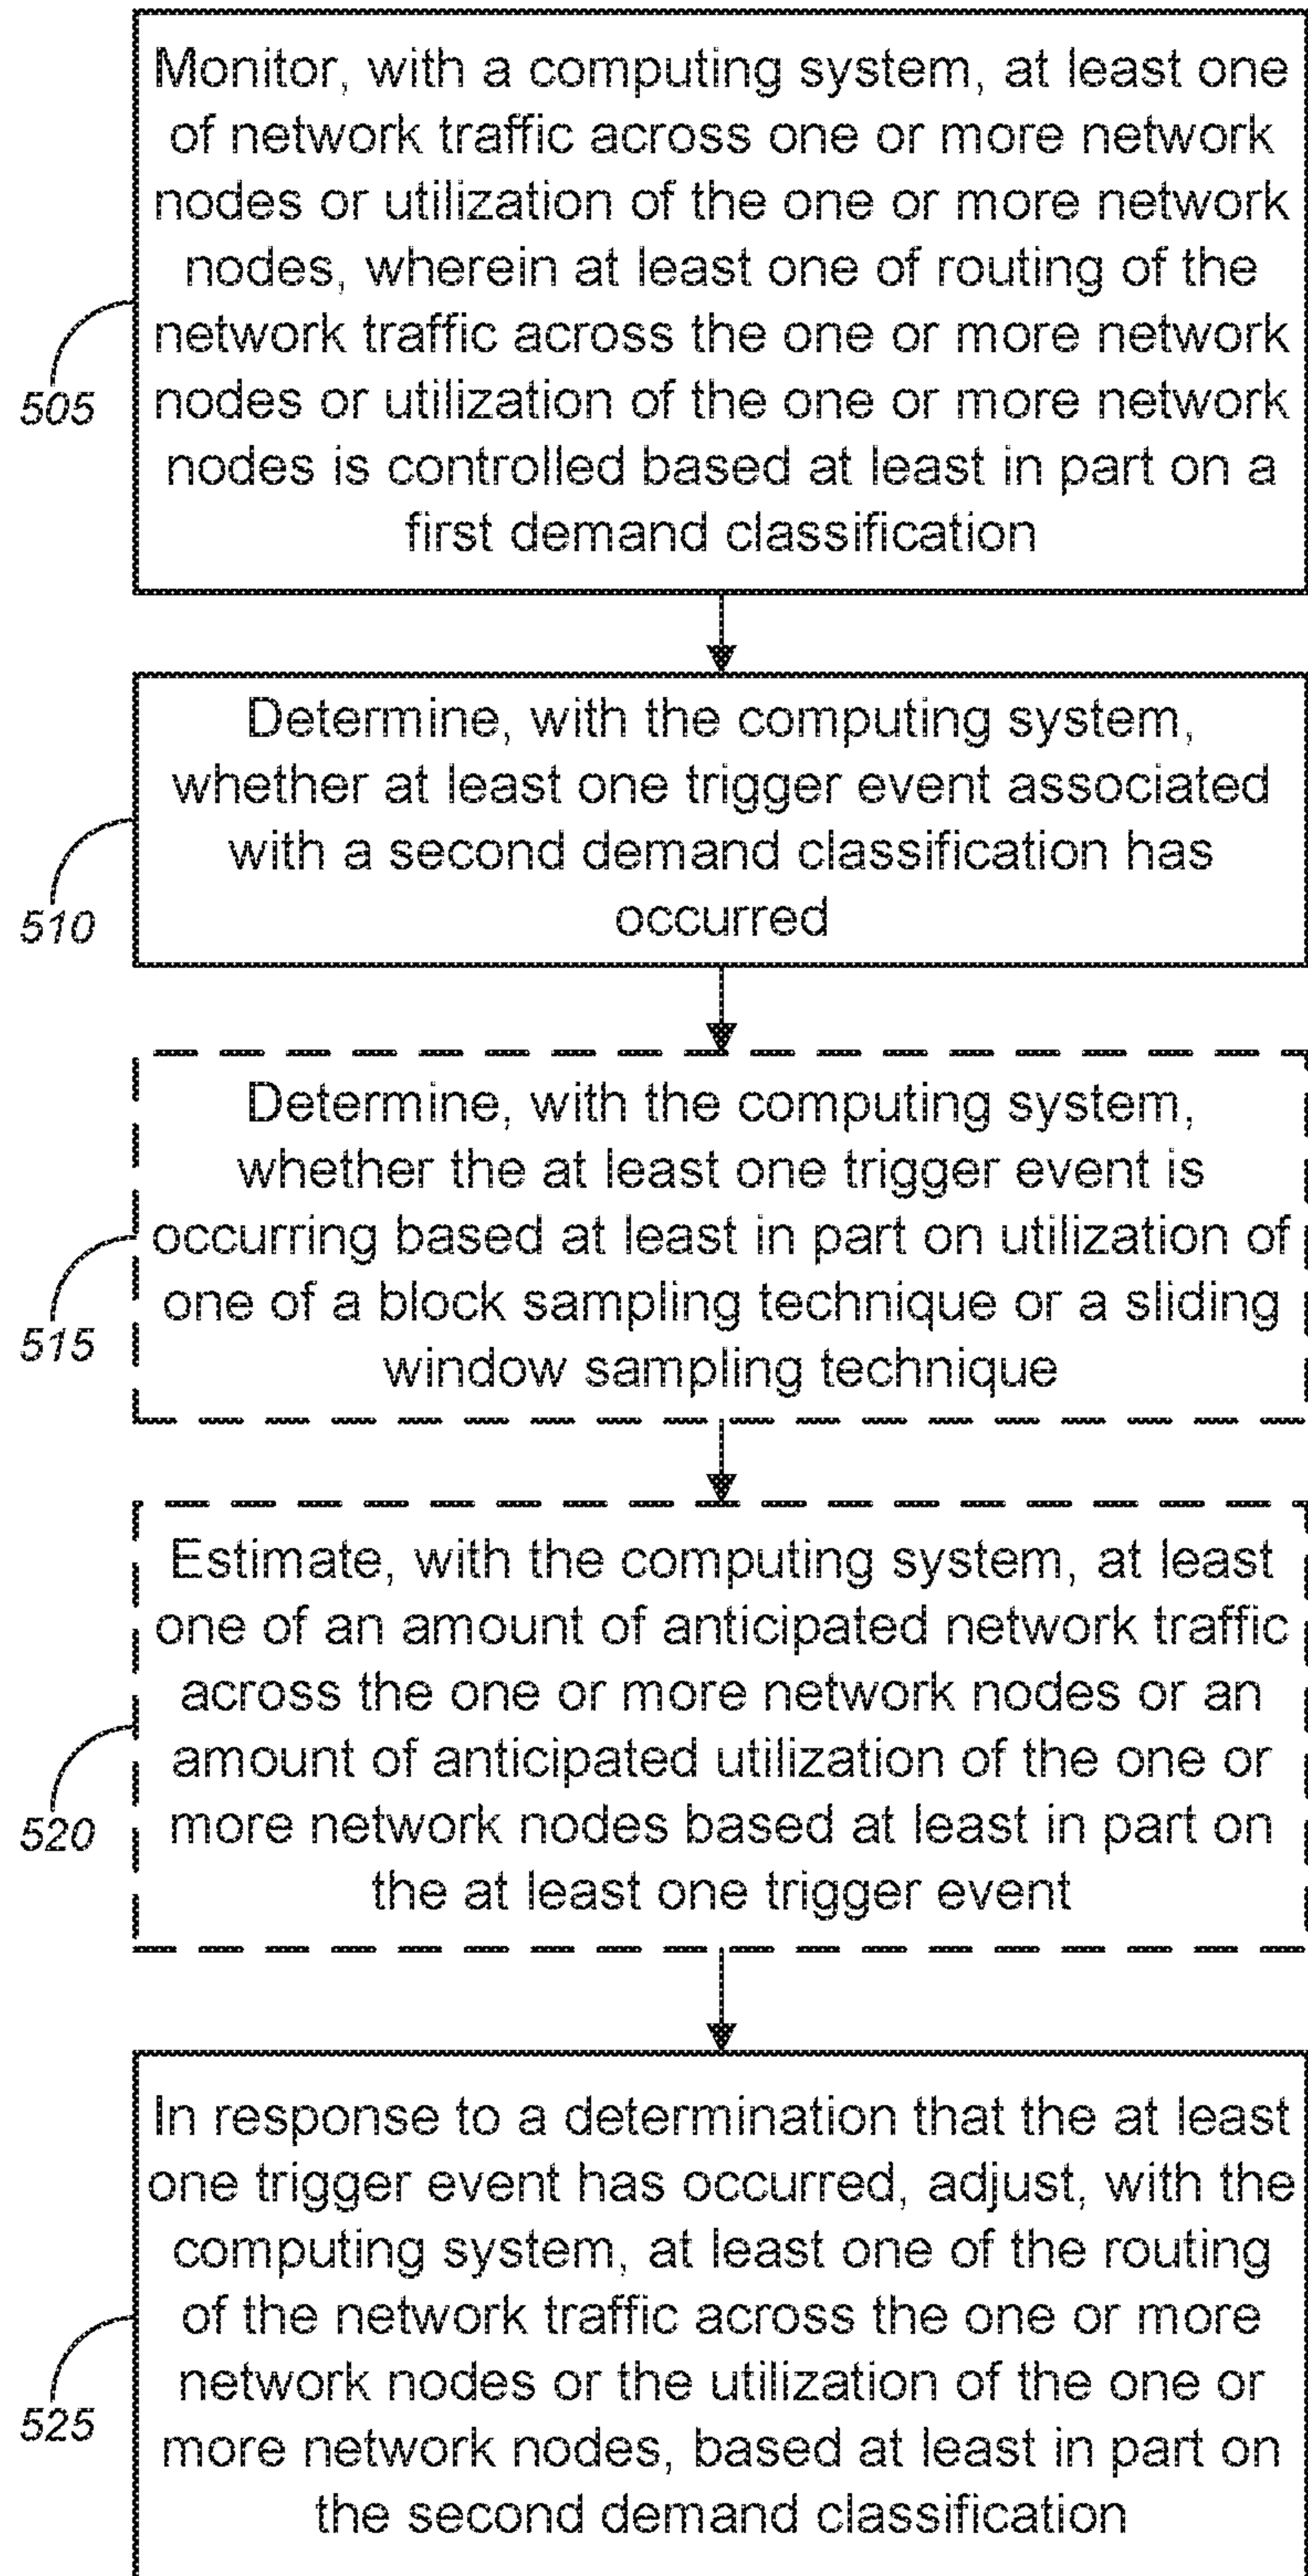 Monitor, with a computing system, at least one
of network traffic across one or more network
nodes or utilization of the one or more network
nodes, wherein at least one of routing of the
network traffic across the one or more network
nodes or utilization of the one or more network
nodes is controlled based at least in part on a
first demand classification
505
Determine, with the computing system,
whether at least one trigger event associated
with a second demand classification has
occurred
510
Determine, with the computing system,
whether the at least one trigger event is
occurring based at least in part on utilization of
one of a block sampling technique or a sliding
window sampling technique
515
Estimate, with the computing system, at least
one of an amount of anticipated network traffic
across the one or more network nodes or an
amount of anticipated utilization of the one or
more network nodes based at least in part on
the at least one trigger event
520
In response to a determination that the at least
one trigger event has occurred, adjust, with the
computing system, at least one of the routing
of the network traffic across the one or more
network nodes or the utilization of the one or
more network nodes, based at least in part on
the second demand classification
525